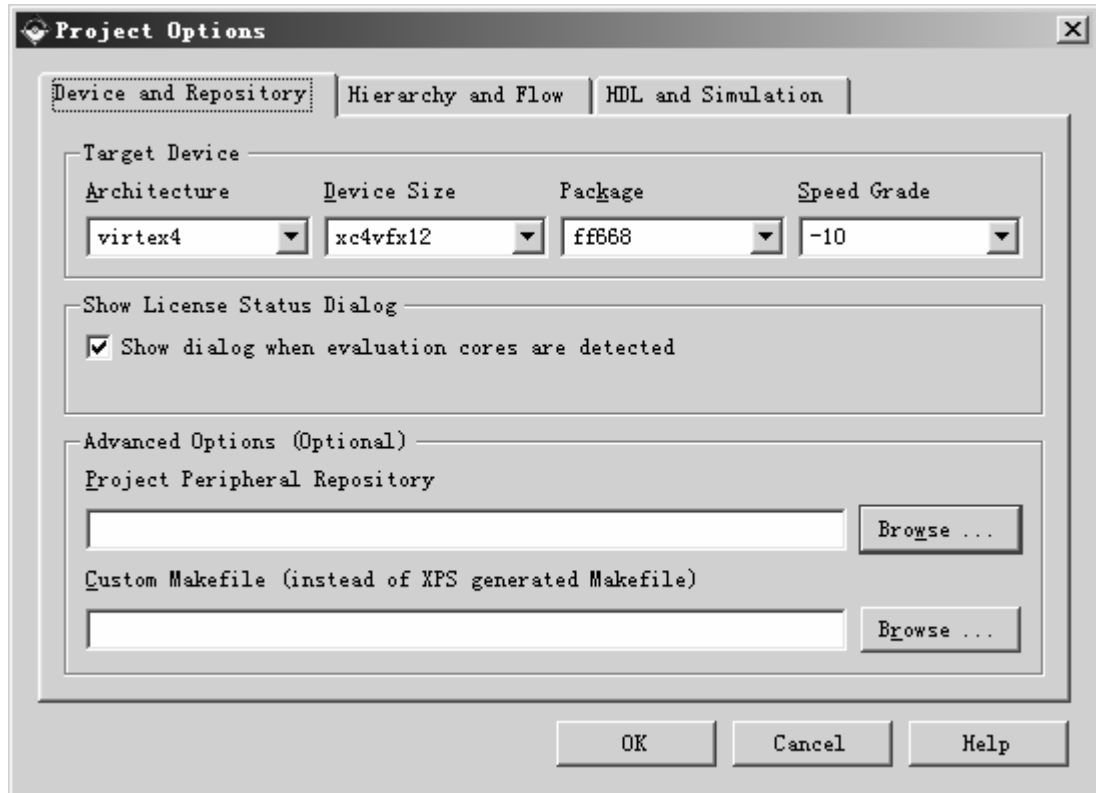 Project Options
Device and Repository Hierarchy and Flow HDL and Simulation
Target Device
Architecture Device Size Package Speed Grade
virtex4 xc4vfx12 ff668 -10
Show License Status Dialog
Show dialog when evaluation cores are detected
Advanced Options (Optional)
Project Peripheral Repository
Browse ...
Custom Makefile (instead of XPS generated Makefile)
Browse ...
OK Cancel Help